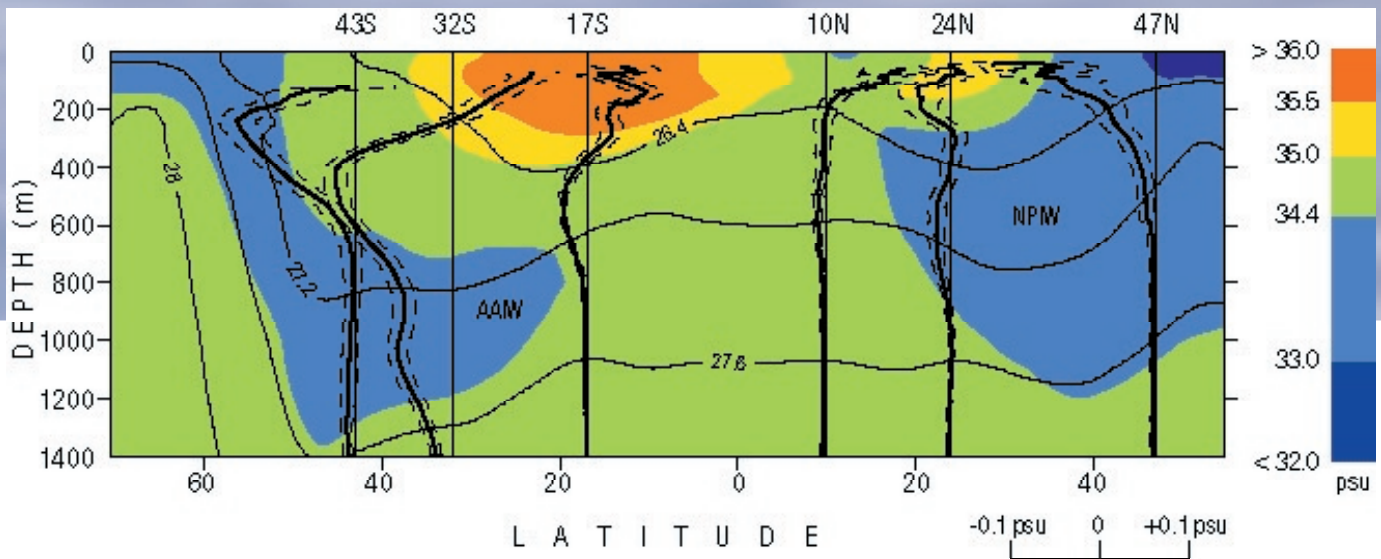 43S 32S 17S 10N 24N 47N
0
200
400
600
800
1000
1200
1400
DEPTH (m)
28
27.2
26.4
27.6
AAIW
NPIW
> 36.0
35.5
35.0
34.4
33.0
< 32.0
psu
60 40 20 0 20 40
LATITUDE
-0.1 psu 0 +0.1 psu